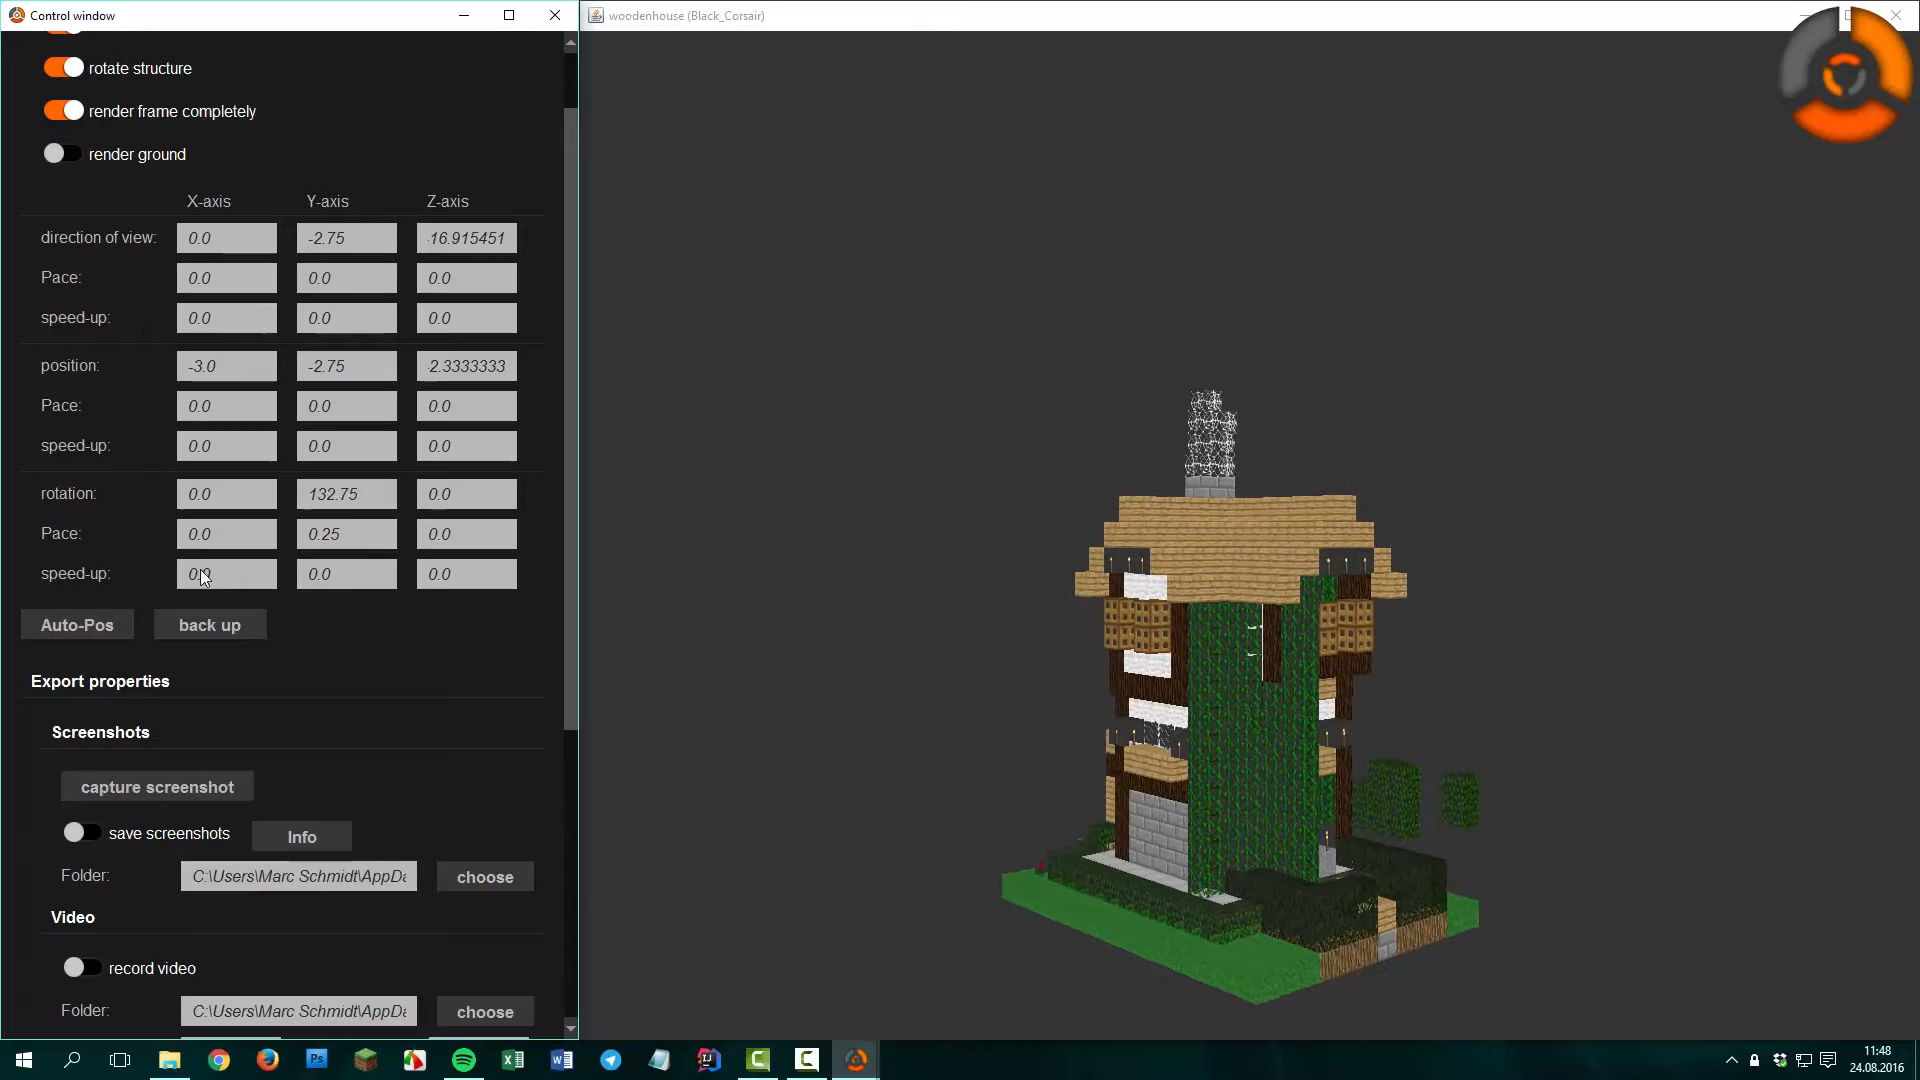 Control window
woodenhouse (Black_Corsair)
rotate structure
render frame completely
render ground
X-axis Y-axis Z-axis
direction of view: 0.0 -2.75 -16.915451
Pace: 0.0 0.0 0.0
speed-up: 0.0 0.0 0.0
position: -3.0 -2.75 2.3333333
Pace: 0.0 0.0 0.0
speed-up: 0.0 0.0 0.0
rotation: 0.0 132.75 0.0
Pace: 0.0 0.25 0.0
speed-up: 0.0 0.0 0.0
Auto-Pos back up
Export properties
Screenshots
capture screenshot
save screenshots Info
Folder: C:\Users\Marc Schmidt\AppDa choose
Video
record video
Folder: C:\Users\Marc Schmidt\AppDa choose
Ps
11:48
24.08.2016